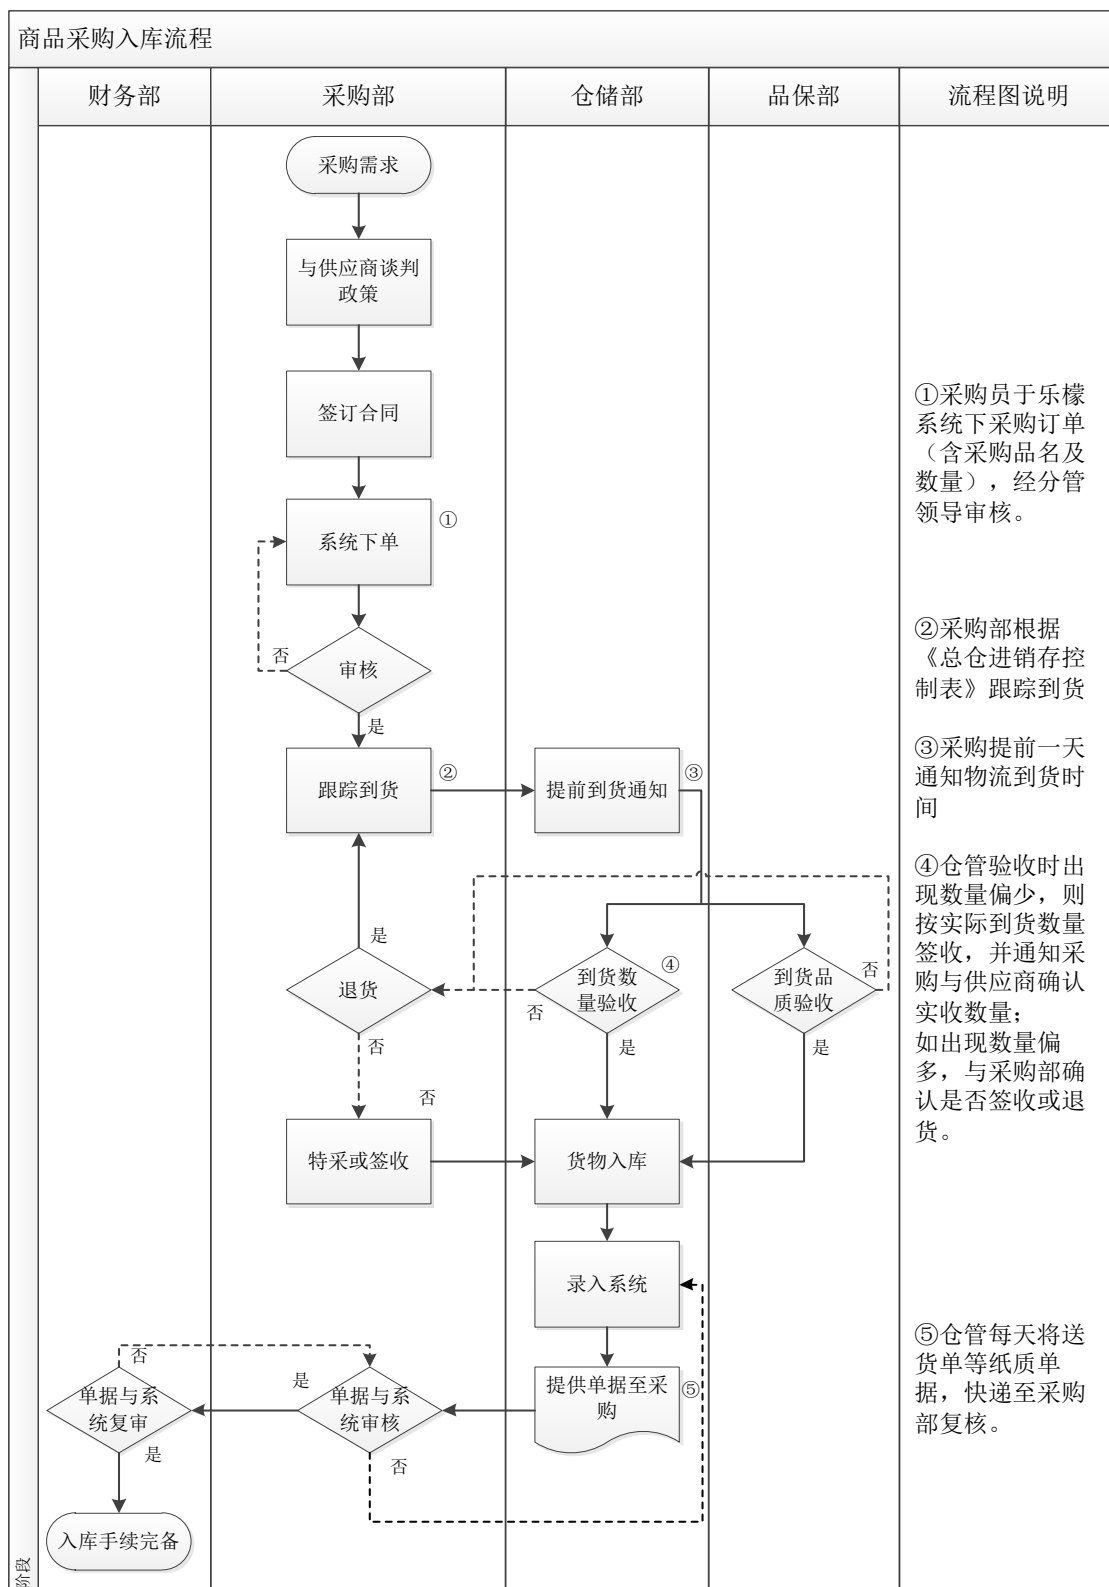 商品采购入库流程
财务部
采购部
仓储部
品保部
流程图说明
采购需求
与供应商谈判
政策
签订合同
①采购员于乐檬
系统下采购订单
（含采购品名及
数量），经分管
领导审核。
系统下单
①
否
审核
是
②采购部根据
《总仓进销存控
制表》跟踪到货
跟踪到货
②
提前到货通知
③
③采购提前一天
通知物流到货时
间
④仓管验收时出
现数量偏少，则
按实际到货数量
签收，并通知采
购与供应商确认
实收数量；
如出现数量偏
多，与采购部确
认是否签收或退
货。
是
退货
否
到货数
量验收
④
否
是
到货品
质验收
否
是
否
特采或签收
货物入库
录入系统
提供单据至采
购
⑤
⑤仓管每天将送
货单等纸质单
据，快递至采购
部复核。
否
单据与系
统复审
是
是
单据与系
统审核
否
入库手续完备
阶段